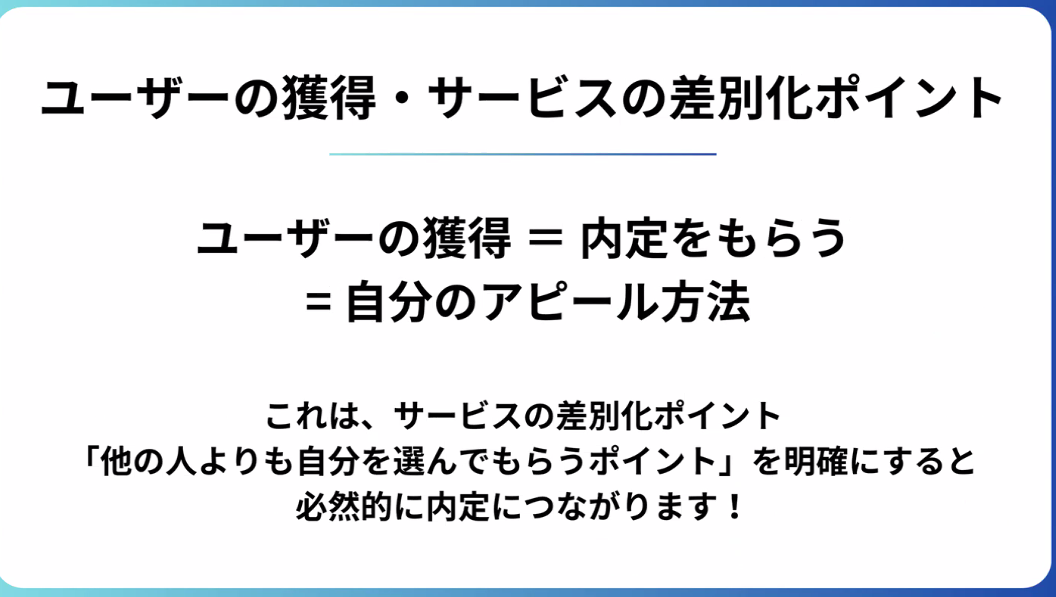 ユーザーの獲得・サービスの差別化ポイント
ユーザーの獲得 ＝ 内定をもらう
= 自分のアピール方法
これは、サービスの差別化ポイント
「他の人よりも自分を選んでもらうポイント」を明確にすると
必然的に内定につながります！